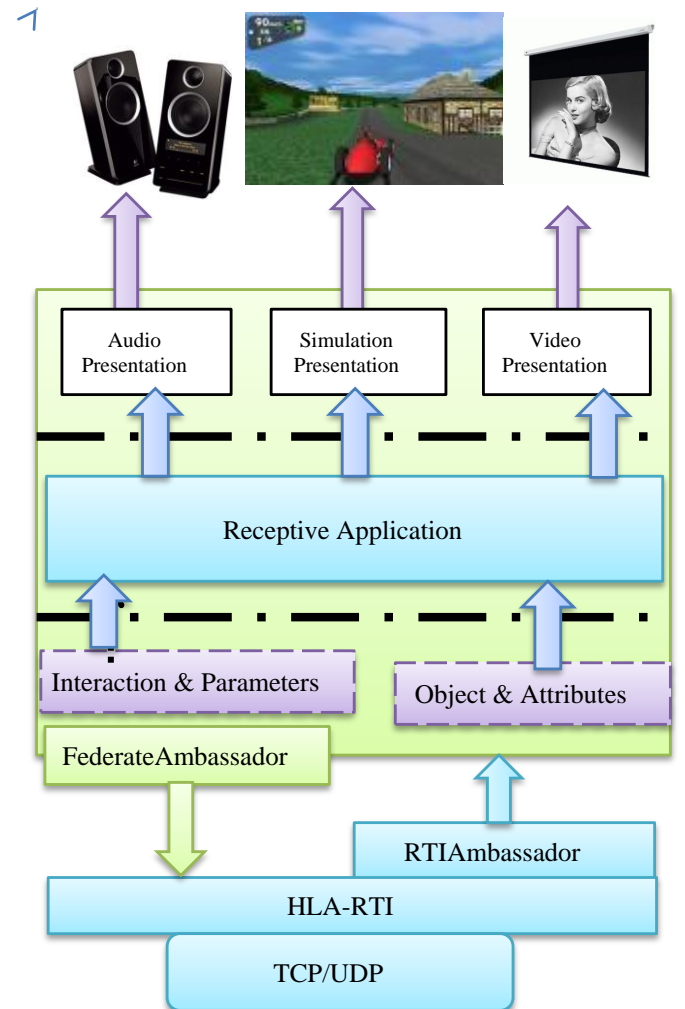 Audio
Presentation
Simulation
Presentation
Video
Presentation
Receptive Application
Interaction & Parameters
Object & Attributes
FederateAmbassador
RTIAmbassador
HLA-RTI
TCP/UDP